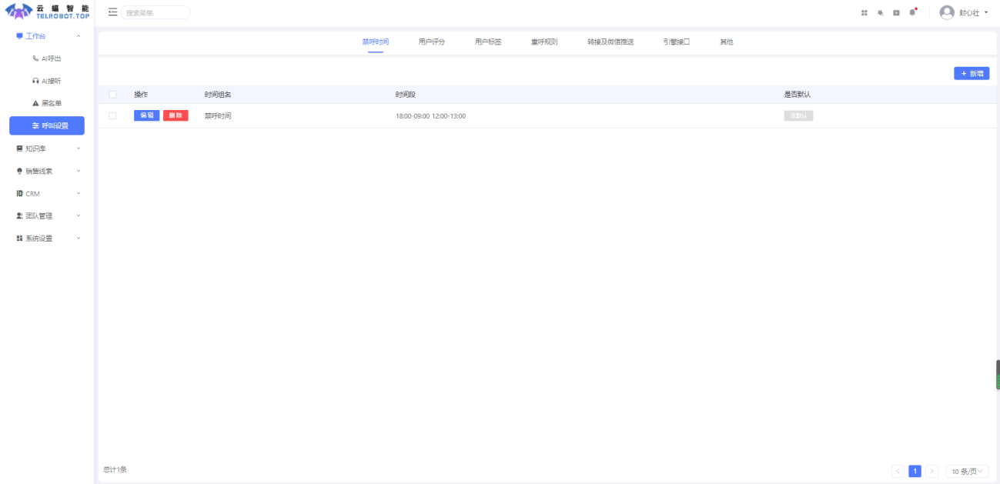 云蝠智能
TELROBOT.TOP
搜索菜单
封心壮
工作台
AI呼出
AI接听
黑名单
呼叫设置
知识库
销售线索
CRM
团队管理
系统设置
禁呼时间 用户评分 用户标签 重呼规则 转接及微信推送 引擎接口 其他
+ 新增
操作 时间组名 时间段 是否默认
编辑 删除 禁呼时间 18:00-09:00 12:00-13:00 非默认
总计1条
< 1 > 10 条/页